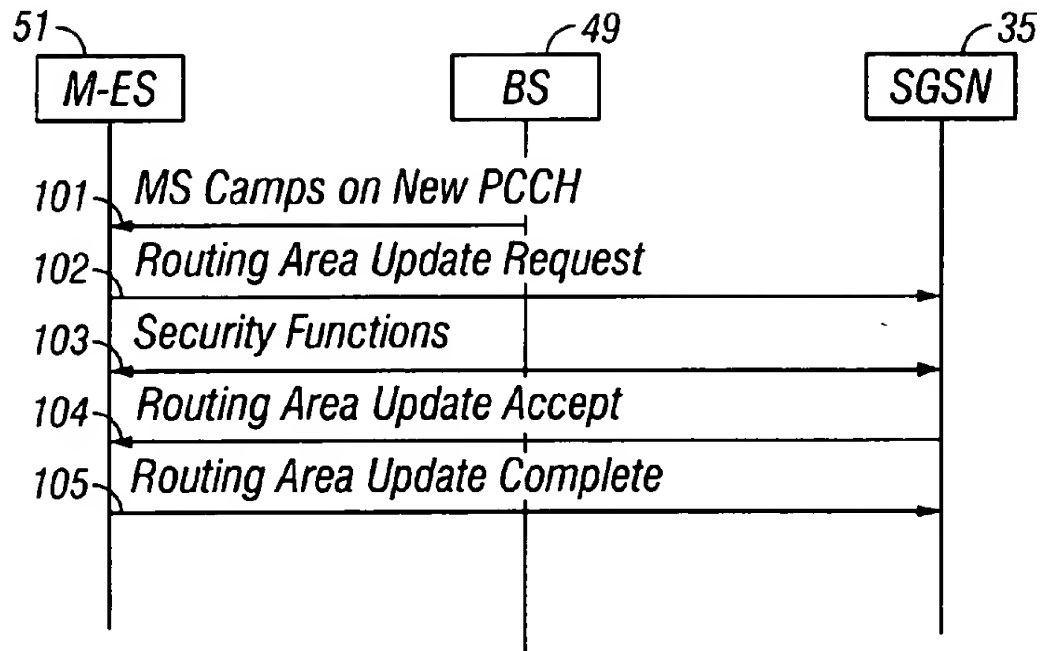 51 49 35
M-ES BS SGSN
101 MS Camps on New PCCH
102 Routing Area Update Request
103 Security Functions
104 Routing Area Update Accept
105 Routing Area Update Complete